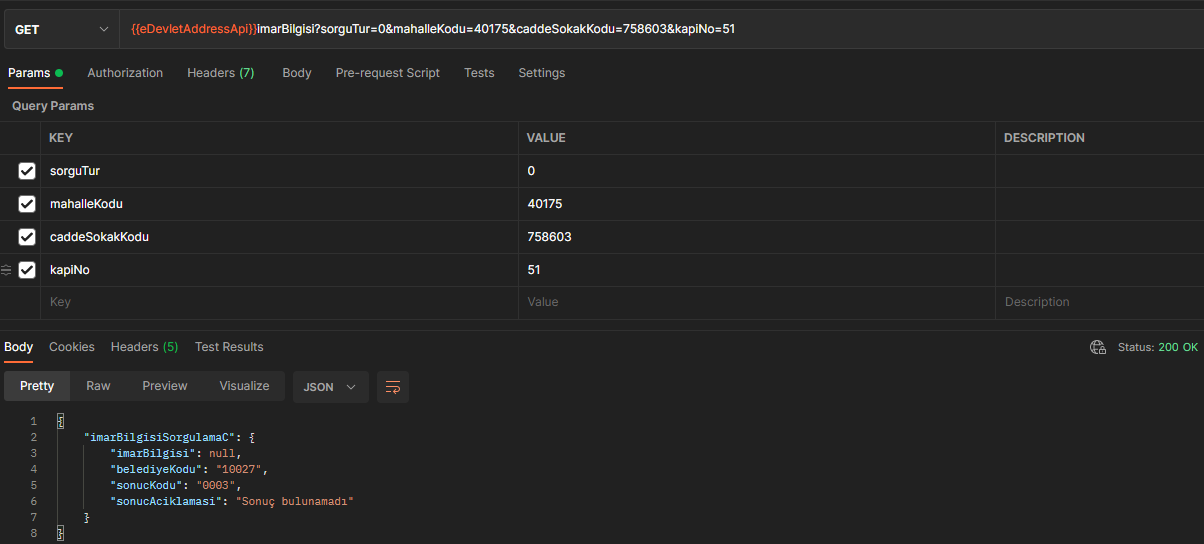 GET {{eDevletAddressApi}}imarBilgisi?sorguTur=0&mahalleKodu=40175&caddeSokakKodu=758603&kapiNo=51
Params Authorization Headers (7) Body Pre-request Script Tests Settings
Query Params
KEY VALUE DESCRIPTION
sorguTur 0
mahalleKodu 40175
caddeSokakKodu 758603
kapiNo 51
Key Value Description
Body Cookies Headers (5) Test Results Status: 200 OK
Pretty Raw Preview Visualize JSON
1 {
2 "imarBilgisiSorgulamaC": {
3 "imarBilgisi": null,
4 "belediyeKodu": "10027",
5 "sonucKodu": "0003",
6 "sonucAciklamasi": "Sonuç bulunamadı"
7 }
8 }